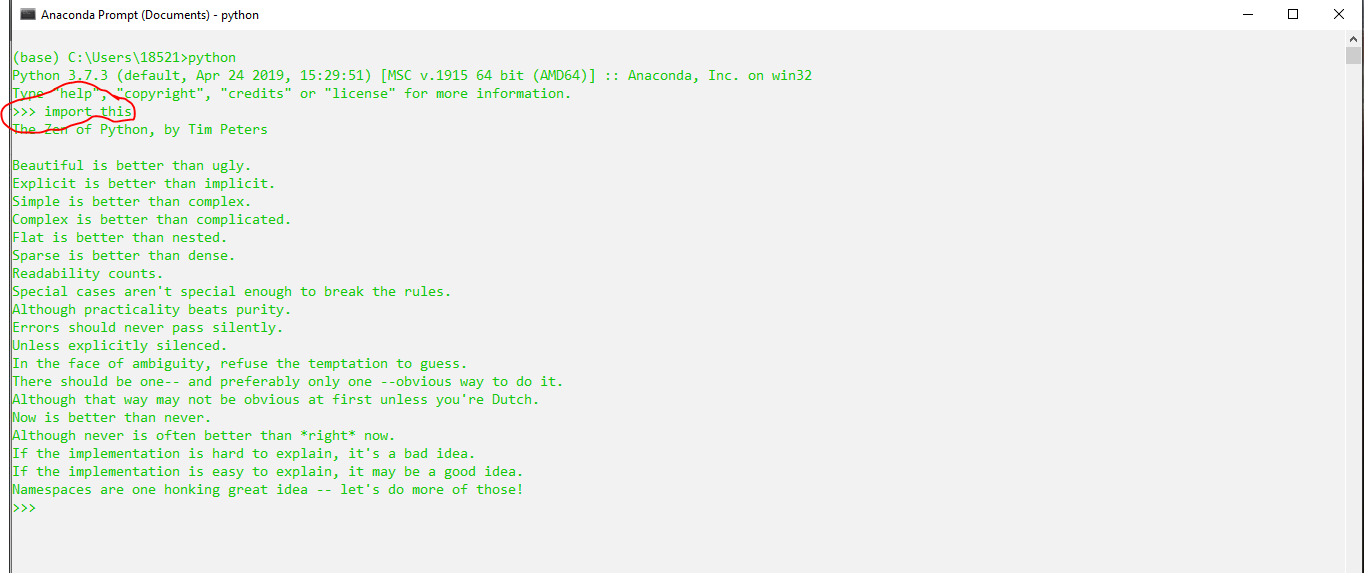 Anaconda Prompt (Documents) - python
(base) C:\Users\18521>python
Python 3.7.3 (default, Apr 24 2019, 15:29:51) [MSC v.1915 64 bit (AMD64)] :: Anaconda, Inc. on win32
Type "help", "copyright", "credits" or "license" for more information.
>>> import this
The Zen of Python, by Tim Peters
Beautiful is better than ugly.
Explicit is better than implicit.
Simple is better than complex.
Complex is better than complicated.
Flat is better than nested.
Sparse is better than dense.
Readability counts.
Special cases aren't special enough to break the rules.
Although practicality beats purity.
Errors should never pass silently.
Unless explicitly silenced.
In the face of ambiguity, refuse the temptation to guess.
There should be one-- and preferably only one --obvious way to do it.
Although that way may not be obvious at first unless you're Dutch.
Now is better than never.
Although never is often better than *right* now.
If the implementation is hard to explain, it's a bad idea.
If the implementation is easy to explain, it may be a good idea.
Namespaces are one honking great idea -- let's do more of those!
>>>